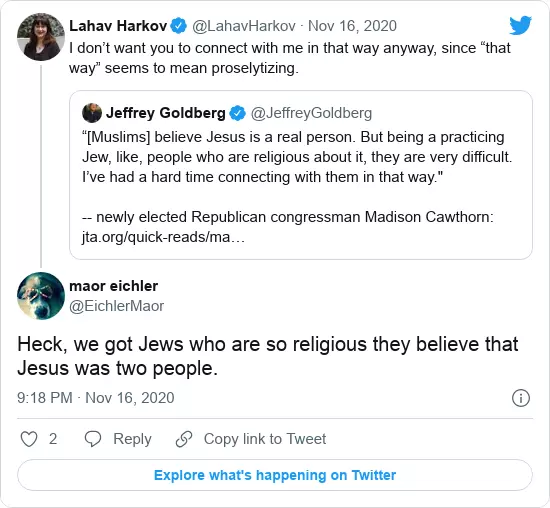 Lahav Harkov @LahavHarkov · Nov 16, 2020
I don’t want you to connect with me in that way anyway, since “that
way” seems to mean proselytizing.
Jeffrey Goldberg @JeffreyGoldberg
“[Muslims] believe Jesus is a real person. But being a practicing
Jew, like, people who are religious about it, they are very difficult.
I’ve had a hard time connecting with them in that way."
-- newly elected Republican congressman Madison Cawthorn:
jta.org/quick-reads/ma…
maor eichler
@EichlerMaor
Heck, we got Jews who are so religious they believe that
Jesus was two people.
9:18 PM · Nov 16, 2020
2 Reply Copy link to Tweet
Explore what's happening on Twitter